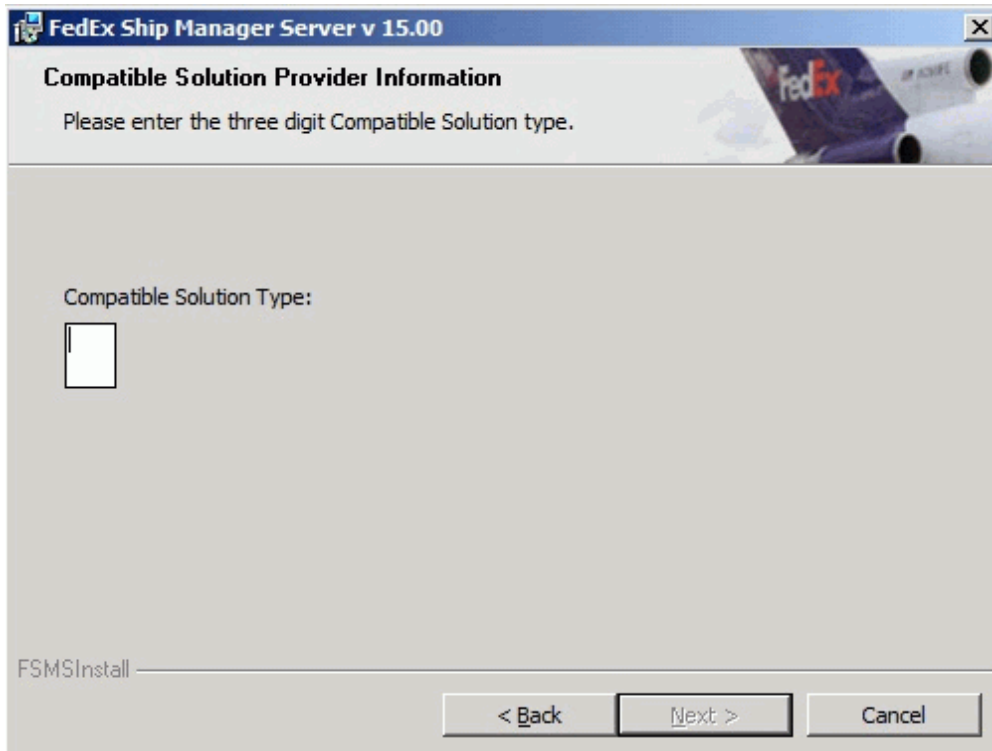 FedEx Ship Manager Server v 15.00
Compatible Solution Provider Information
Please enter the three digit Compatible Solution type.
FedEx
Compatible Solution Type:
FSMSInstall
< Back
Next >
Cancel